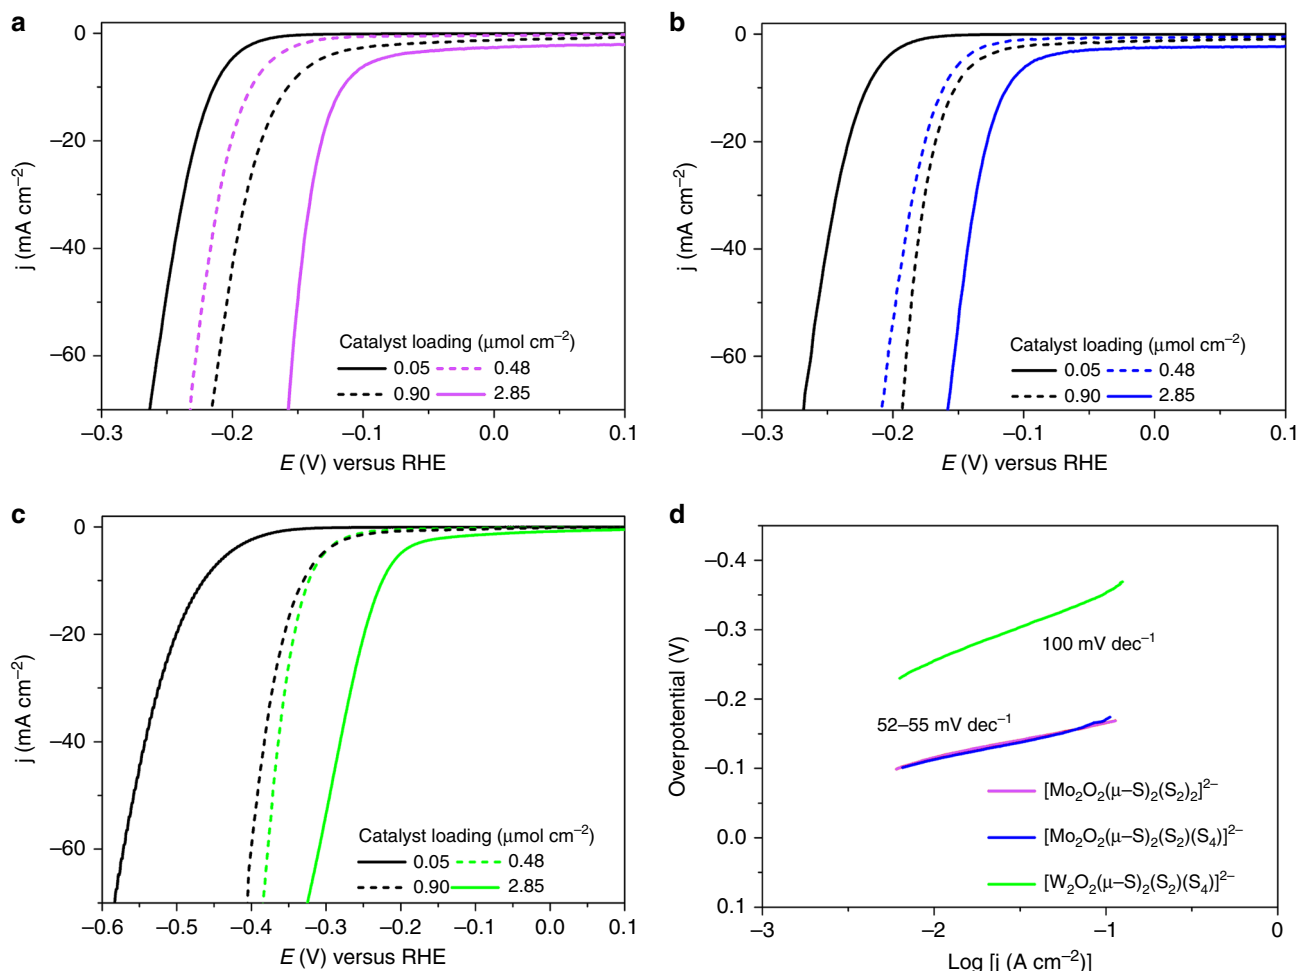 a
0
−20
−40
−60
j (mA cm⁻²)
Catalyst loading (μmol cm⁻²)
0.05 0.48
0.90 2.85
−0.3 −0.2 −0.1 0.0 0.1
E (V) versus RHE
b
0
−20
−40
−60
j (mA cm⁻²)
Catalyst loading (μmol cm⁻²)
0.05 0.48
0.90 2.85
−0.3 −0.2 −0.1 0.0 0.1
E (V) versus RHE
c
0
−20
−40
−60
j (mA cm⁻²)
Catalyst loading (μmol cm⁻²)
0.05 0.48
0.90 2.85
−0.6 −0.5 −0.4 −0.3 −0.2 −0.1 0.0 0.1
E (V) versus RHE
d
−0.4
−0.3
−0.2
−0.1
0.0
0.1
Overpotential (V)
100 mV dec⁻¹
52–55 mV dec⁻¹
[Mo₂O₂(μ–S)₂(S₂)₂]²⁻
[Mo₂O₂(μ–S)₂(S₂)(S₄)]²⁻
[W₂O₂(μ–S)₂(S₂)(S₄)]²⁻
−3 −2 −1 0
Log [j (A cm⁻²)]